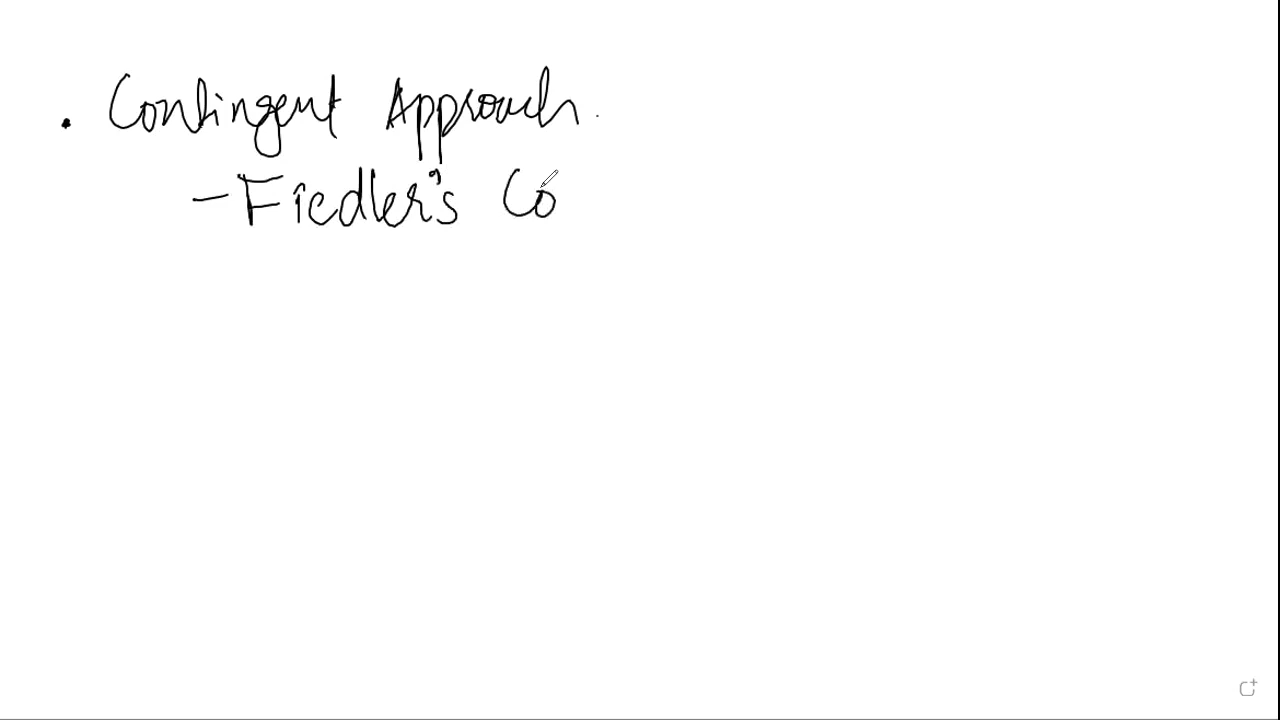 . Contingent Approach.
- Fiedler's Co